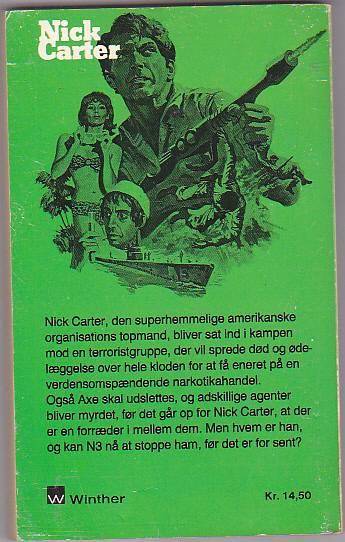 Nick
Carter
Nick Carter, den superhemmelige amerikanske
organisations topmand, bliver sat ind i kampen
mod en terroristgruppe, der vil sprede død og øde-
læggelse over hele kloden for at få eneret på en
verdensomspændende narkotikahandel.
Også Axe skal udslettes, og adskillige agenter
bliver myrdet, før det går op for Nick Carter, at der
er en forræder i mellem dem. Men hvem er han,
og kan N3 nå at stoppe ham, før det er for sent?
W Winther
Kr. 14,50